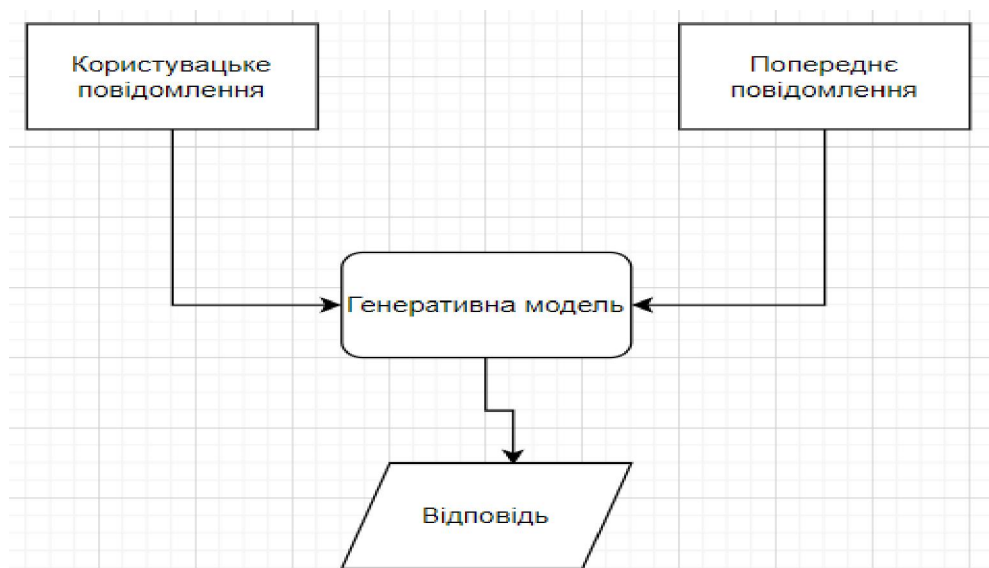 Користувацьке
повідомлення
Попереднє
повідомлення
Генеративна модель
Відповідь